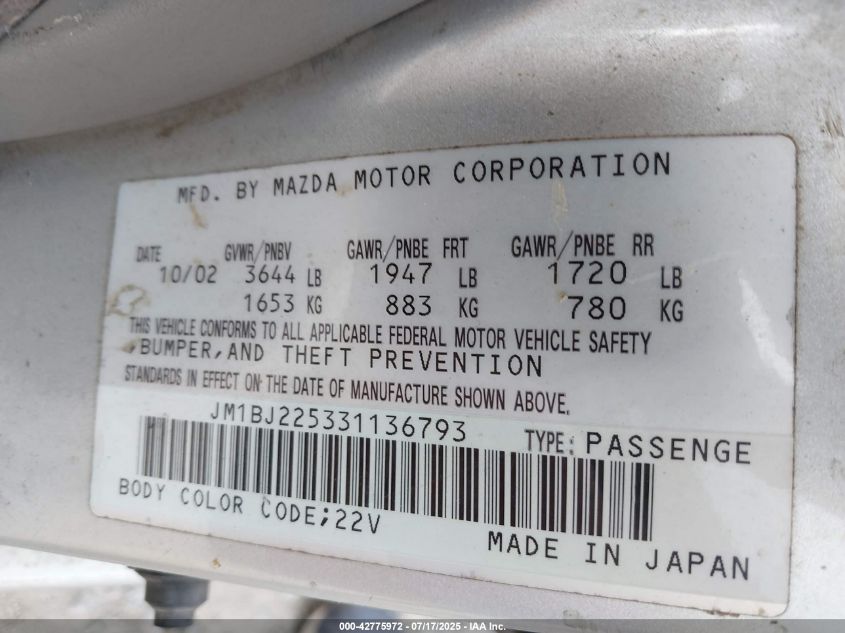 MFD. BY MAZDA MOTOR CORPORATION
DATE GVWR/PNBV GAWR/PNBE FRT GAWR/PNBE RR
10/02 3644 LB 1947 LB 1720 LB
1653 KG 883 KG 780 KG
THIS VEHICLE CONFORMS TO ALL APPLICABLE FEDERAL MOTOR VEHICLE SAFETY
,BUMPER,AND THEFT PREVENTION
STANDARDS IN EFFECT ON THE DATE OF MANUFACTURE SHOWN ABOVE.
JM1BJ225331136793 TYPE: PASSENGE
BODY COLOR CODE;22V
MADE IN JAPAN
000-42775972 - 07/17/2025 - IAA Inc.